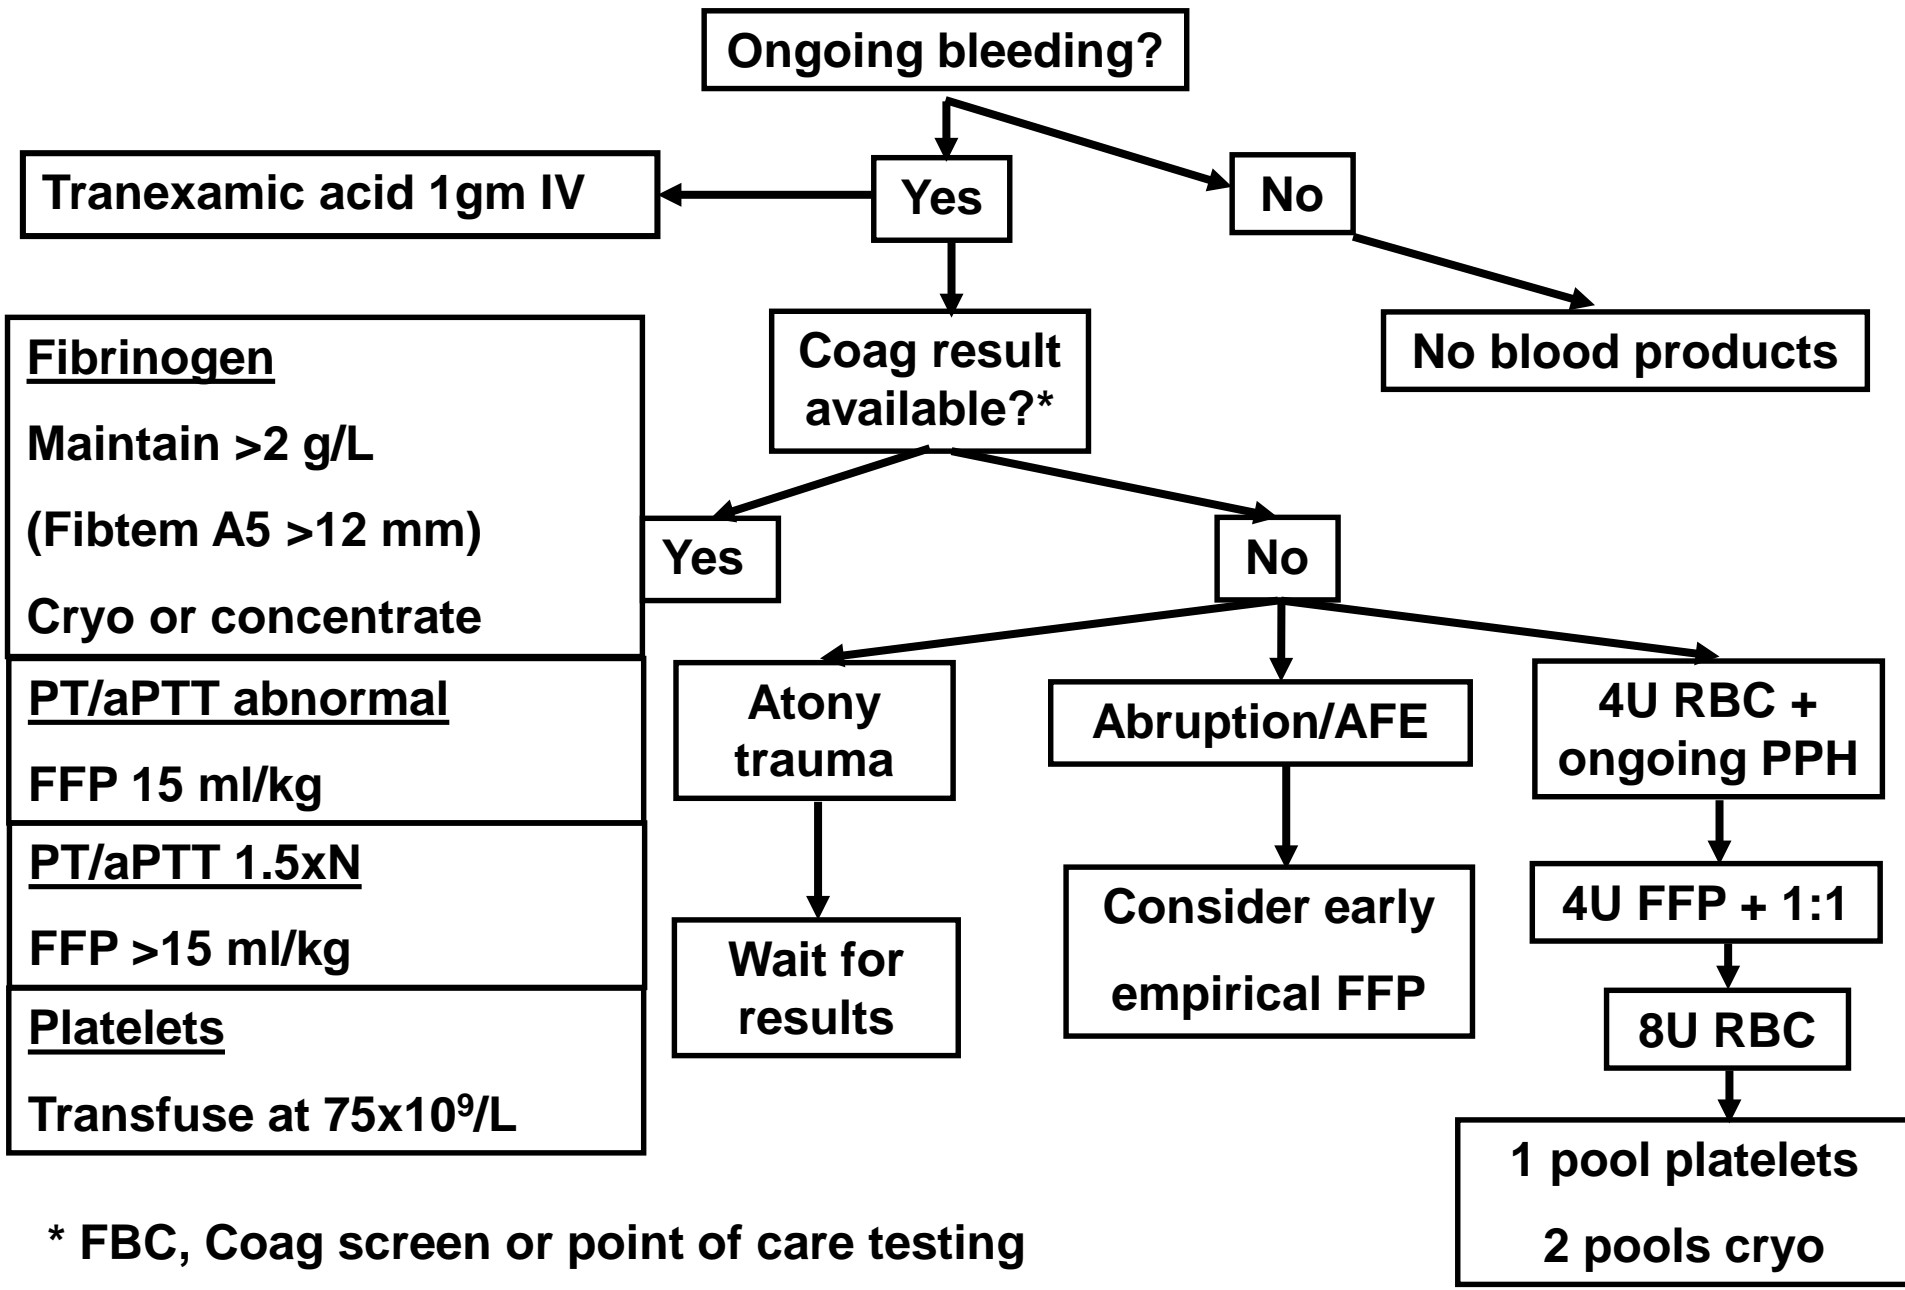 Ongoing bleeding?
Tranexamic acid 1gm IV
Yes
No
No blood products
Coag result
available?*
Fibrinogen
Maintain >2 g/L
(Fibtem A5 >12 mm)
Cryo or concentrate
PT/aPTT abnormal
FFP 15 ml/kg
PT/aPTT 1.5xN
FFP >15 ml/kg
Platelets
Transfuse at 75x10⁹/L
Yes
No
Atony
trauma
Wait for
results
Abruption/AFE
Consider early
empirical FFP
4U RBC +
ongoing PPH
4U FFP + 1:1
8U RBC
1 pool platelets
2 pools cryo
* FBC, Coag screen or point of care testing